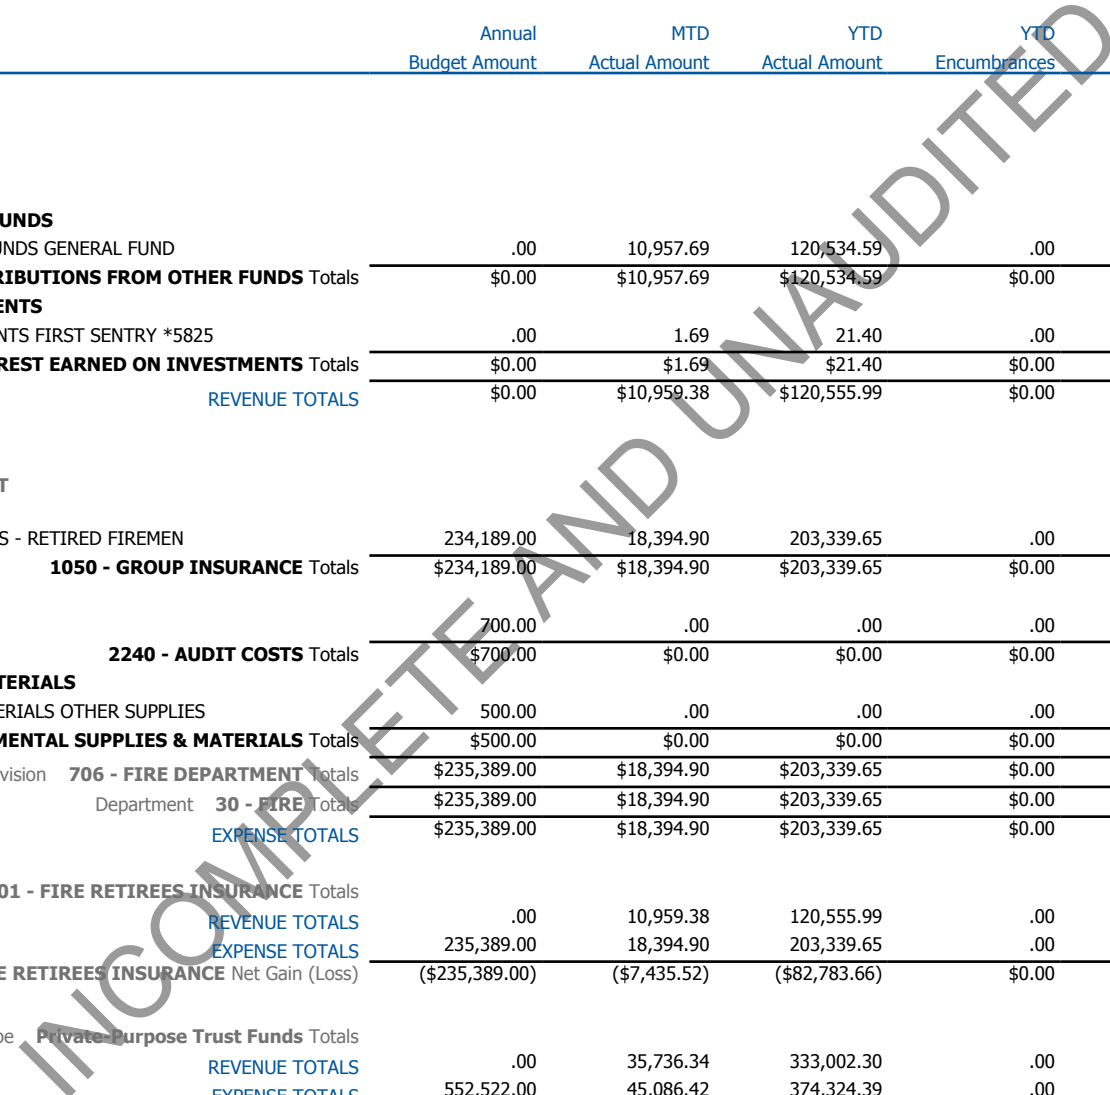 Annual MTD YTD YTD
Budget Amount Actual Amount Actual Amount Encumbrances
UNDS
UNDS GENERAL FUND .00 10,957.69 120,534.59 .00
RIBUTIONS FROM OTHER FUNDS Totals $0.00 $10,957.69 $120,534.59 $0.00
ENTS
NTS FIRST SENTRY *5825 .00 1.69 21.40 .00
REST EARNED ON INVESTMENTS Totals $0.00 $1.69 $21.40 $0.00
REVENUE TOTALS $0.00 $10,959.38 $120,555.99 $0.00
T
S - RETIRED FIREMEN 234,189.00 18,394.90 203,339.65 .00
1050 - GROUP INSURANCE Totals $234,189.00 $18,394.90 $203,339.65 $0.00
700.00 .00 .00 .00
2240 - AUDIT COSTS Totals $700.00 $0.00 $0.00 $0.00
TERIALS
ERIALS OTHER SUPPLIES 500.00 .00 .00 .00
MENTAL SUPPLIES & MATERIALS Totals $500.00 $0.00 $0.00 $0.00
vision 706 - FIRE DEPARTMENT Totals $235,389.00 $18,394.90 $203,339.65 $0.00
Department 30 - FIRE Totals $235,389.00 $18,394.90 $203,339.65 $0.00
EXPENSE TOTALS $235,389.00 $18,394.90 $203,339.65 $0.00
01 - FIRE RETIREES INSURANCE Totals
REVENUE TOTALS .00 10,959.38 120,555.99 .00
EXPENSE TOTALS 235,389.00 18,394.90 203,339.65 .00
E RETIREES INSURANCE Net Gain (Loss) ($235,389.00) ($7,435.52) ($82,783.66) $0.00
pe Private-Purpose Trust Funds Totals
REVENUE TOTALS .00 35,736.34 333,002.30 .00
EXPENSE TOTALS 552,522.00 45,086.42 374,324.39 .00
INCOMPLETE AND UNAUDITED